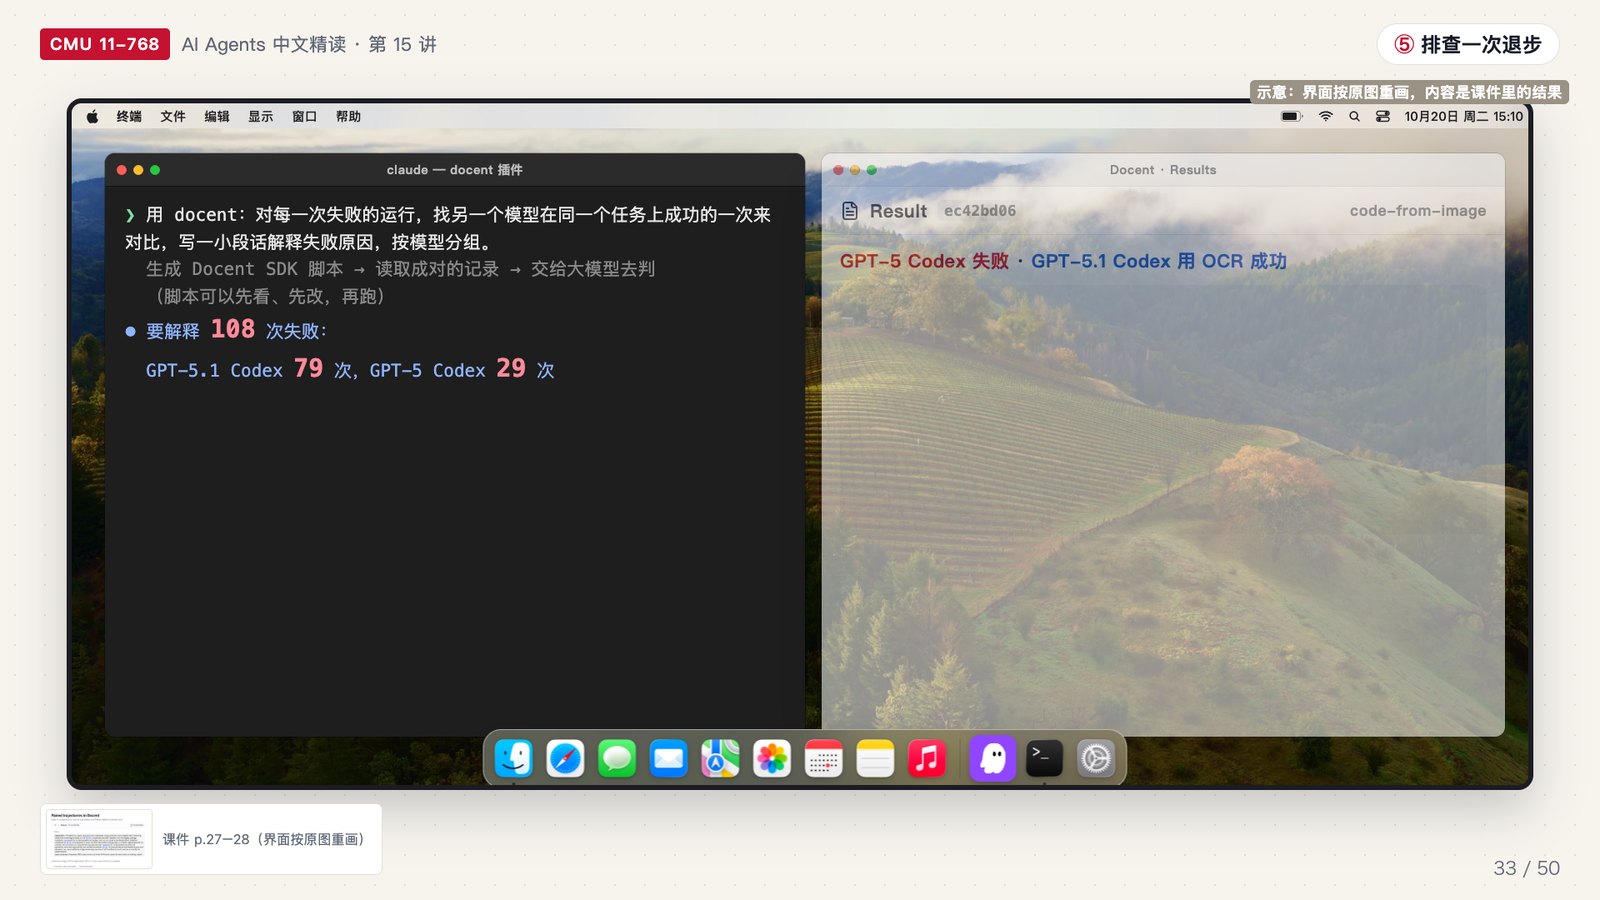 CMU 11-768 AI Agents 中文精读 · 第 15 讲
⑤ 排查一次退步
示意：界面按原图重画，内容是课件里的结果
终端 文件 编辑 显示 窗口 帮助
10月20日 周二 15:10
claude — docent 插件
❯ 用 docent：对每一次失败的运行，找另一个模型在同一个任务上成功的一次来
对比，写一小段话解释失败原因，按模型分组。
生成 Docent SDK 脚本 → 读取成对的记录 → 交给大模型去判
（脚本可以先看、先改，再跑）
● 要解释 108 次失败：
GPT-5.1 Codex 79 次，GPT-5 Codex 29 次
Docent · Results
Result ec42bd06 code-from-image
GPT-5 Codex 失败 · GPT-5.1 Codex 用 OCR 成功
>_
课件 p.27–28（界面按原图重画）
33 / 50